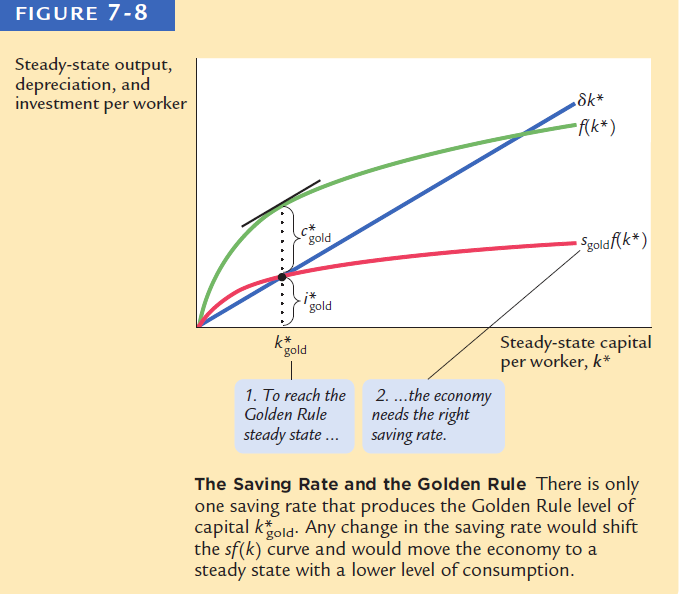 FIGURE 7-8
Steady-state output,
depreciation, and
investment per worker
δk*
f(k*)
c*gold
sgoldf(k*)
i*gold
k*gold
Steady-state capital
per worker, k*
1. To reach the
Golden Rule
steady state ...
2. ...the economy
needs the right
saving rate.
The Saving Rate and the Golden Rule There is only
one saving rate that produces the Golden Rule level of
capital k*gold. Any change in the saving rate would shift
the sf(k) curve and would move the economy to a
steady state with a lower level of consumption.